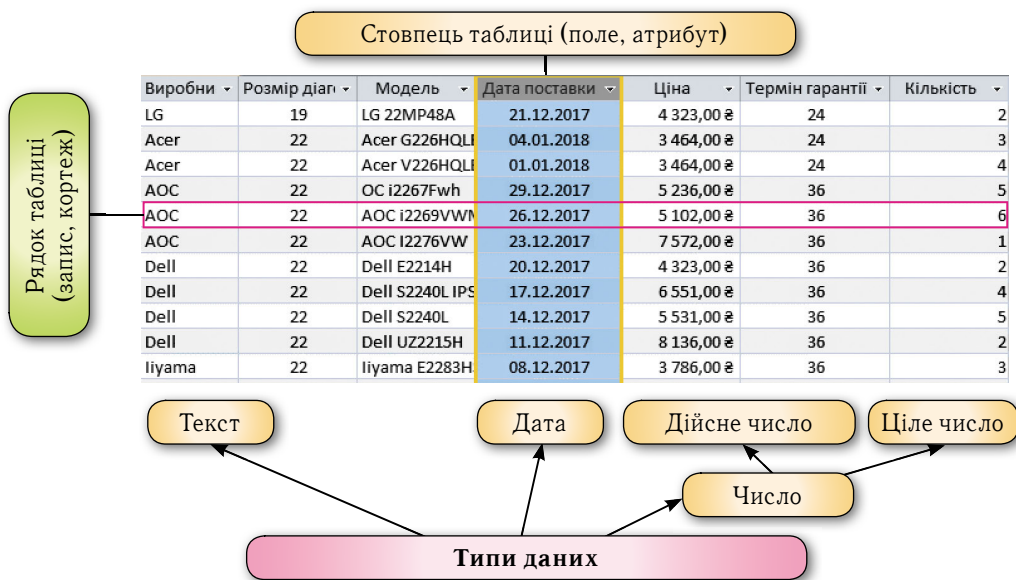 Стовпець таблиці (поле, атрибут)
Рядок таблиці
(запис, кортеж)
Виробни Розмір діаг Модель Дата поставки Ціна Термін гарантії Кількість
LG 19 LG 22MP48A 21.12.2017 4 323,00 ₴ 24 2
Acer 22 Acer G226HQL 04.01.2018 3 464,00 ₴ 24 3
Acer 22 Acer V226HQL 01.01.2018 3 464,00 ₴ 24 4
AOC 22 OC i2267Fwh 29.12.2017 5 236,00 ₴ 36 5
AOC 22 AOC i2269VW 26.12.2017 5 102,00 ₴ 36 6
AOC 22 AOC I2276VW 23.12.2017 7 572,00 ₴ 36 1
Dell 22 Dell E2214H 20.12.2017 4 323,00 ₴ 36 2
Dell 22 Dell S2240L IPS 17.12.2017 6 551,00 ₴ 36 4
Dell 22 Dell S2240L 14.12.2017 5 531,00 ₴ 36 5
Dell 22 Dell UZ2215H 11.12.2017 8 136,00 ₴ 36 2
Iiyama 22 Iiyama E2283H 08.12.2017 3 786,00 ₴ 36 3
Текст Дата Дійсне число Ціле число
Число
Типи даних